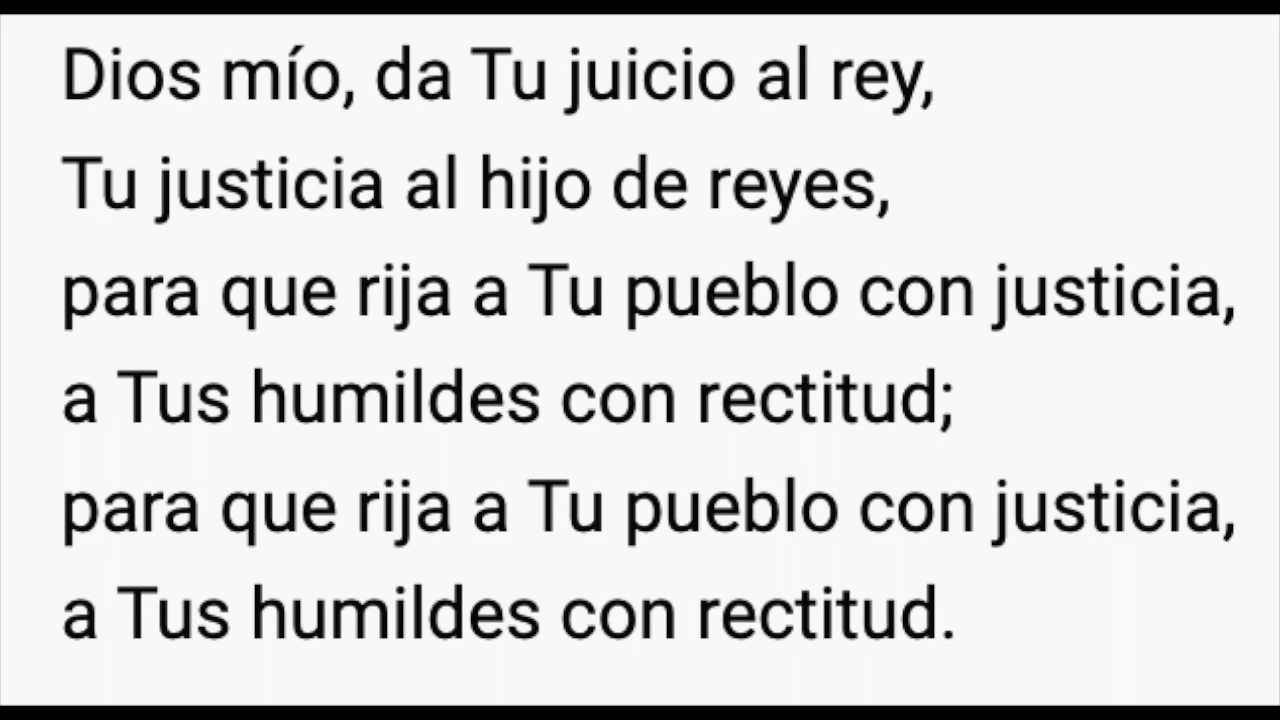 Dios mío, da Tu juicio al rey,
Tu justicia al hijo de reyes,
para que rija a Tu pueblo con justicia,
a Tus humildes con rectitud;
para que rija a Tu pueblo con justicia,
a Tus humildes con rectitud.